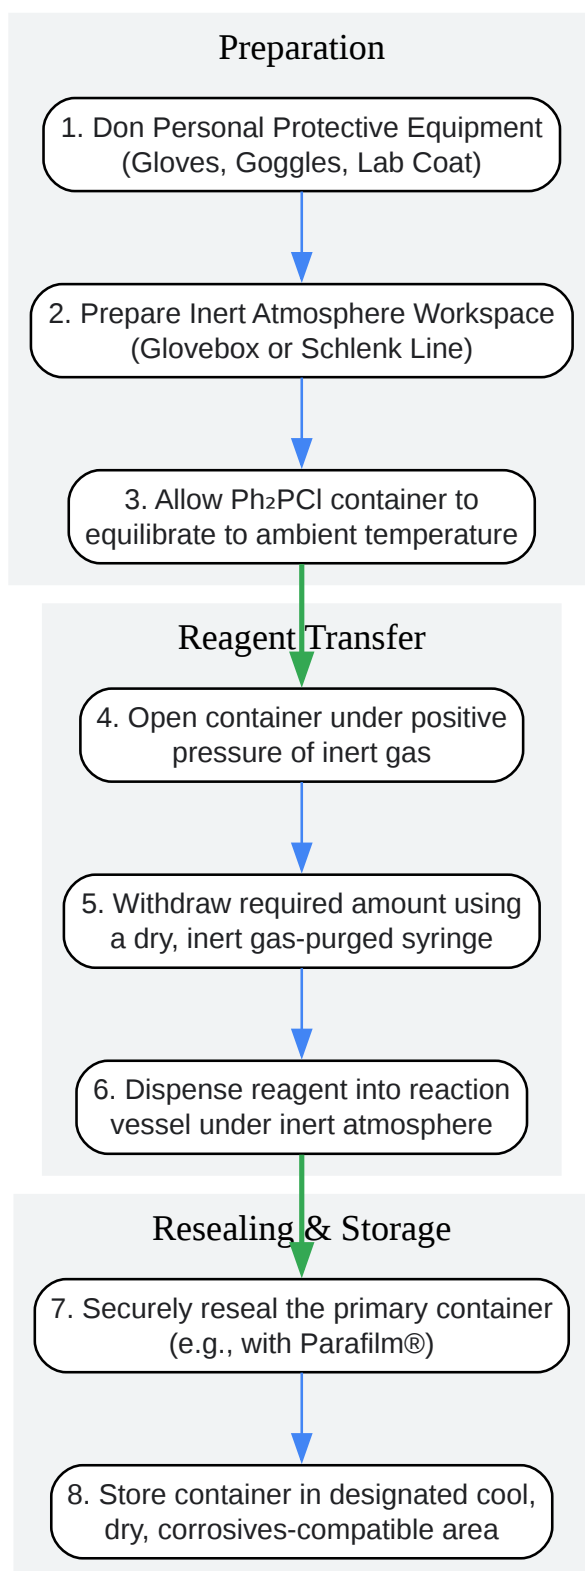 Preparation
1. Don Personal Protective Equipment
(Gloves, Goggles, Lab Coat)
2. Prepare Inert Atmosphere Workspace
(Glovebox or Schlenk Line)
3. Allow Ph₂PCl container to
equilibrate to ambient temperature
Reagent Transfer
4. Open container under positive
pressure of inert gas
5. Withdraw required amount using
a dry, inert gas-purged syringe
6. Dispense reagent into reaction
vessel under inert atmosphere
Resealing & Storage
7. Securely reseal the primary container
(e.g., with Parafilm®)
8. Store container in designated cool,
dry, corrosives-compatible area